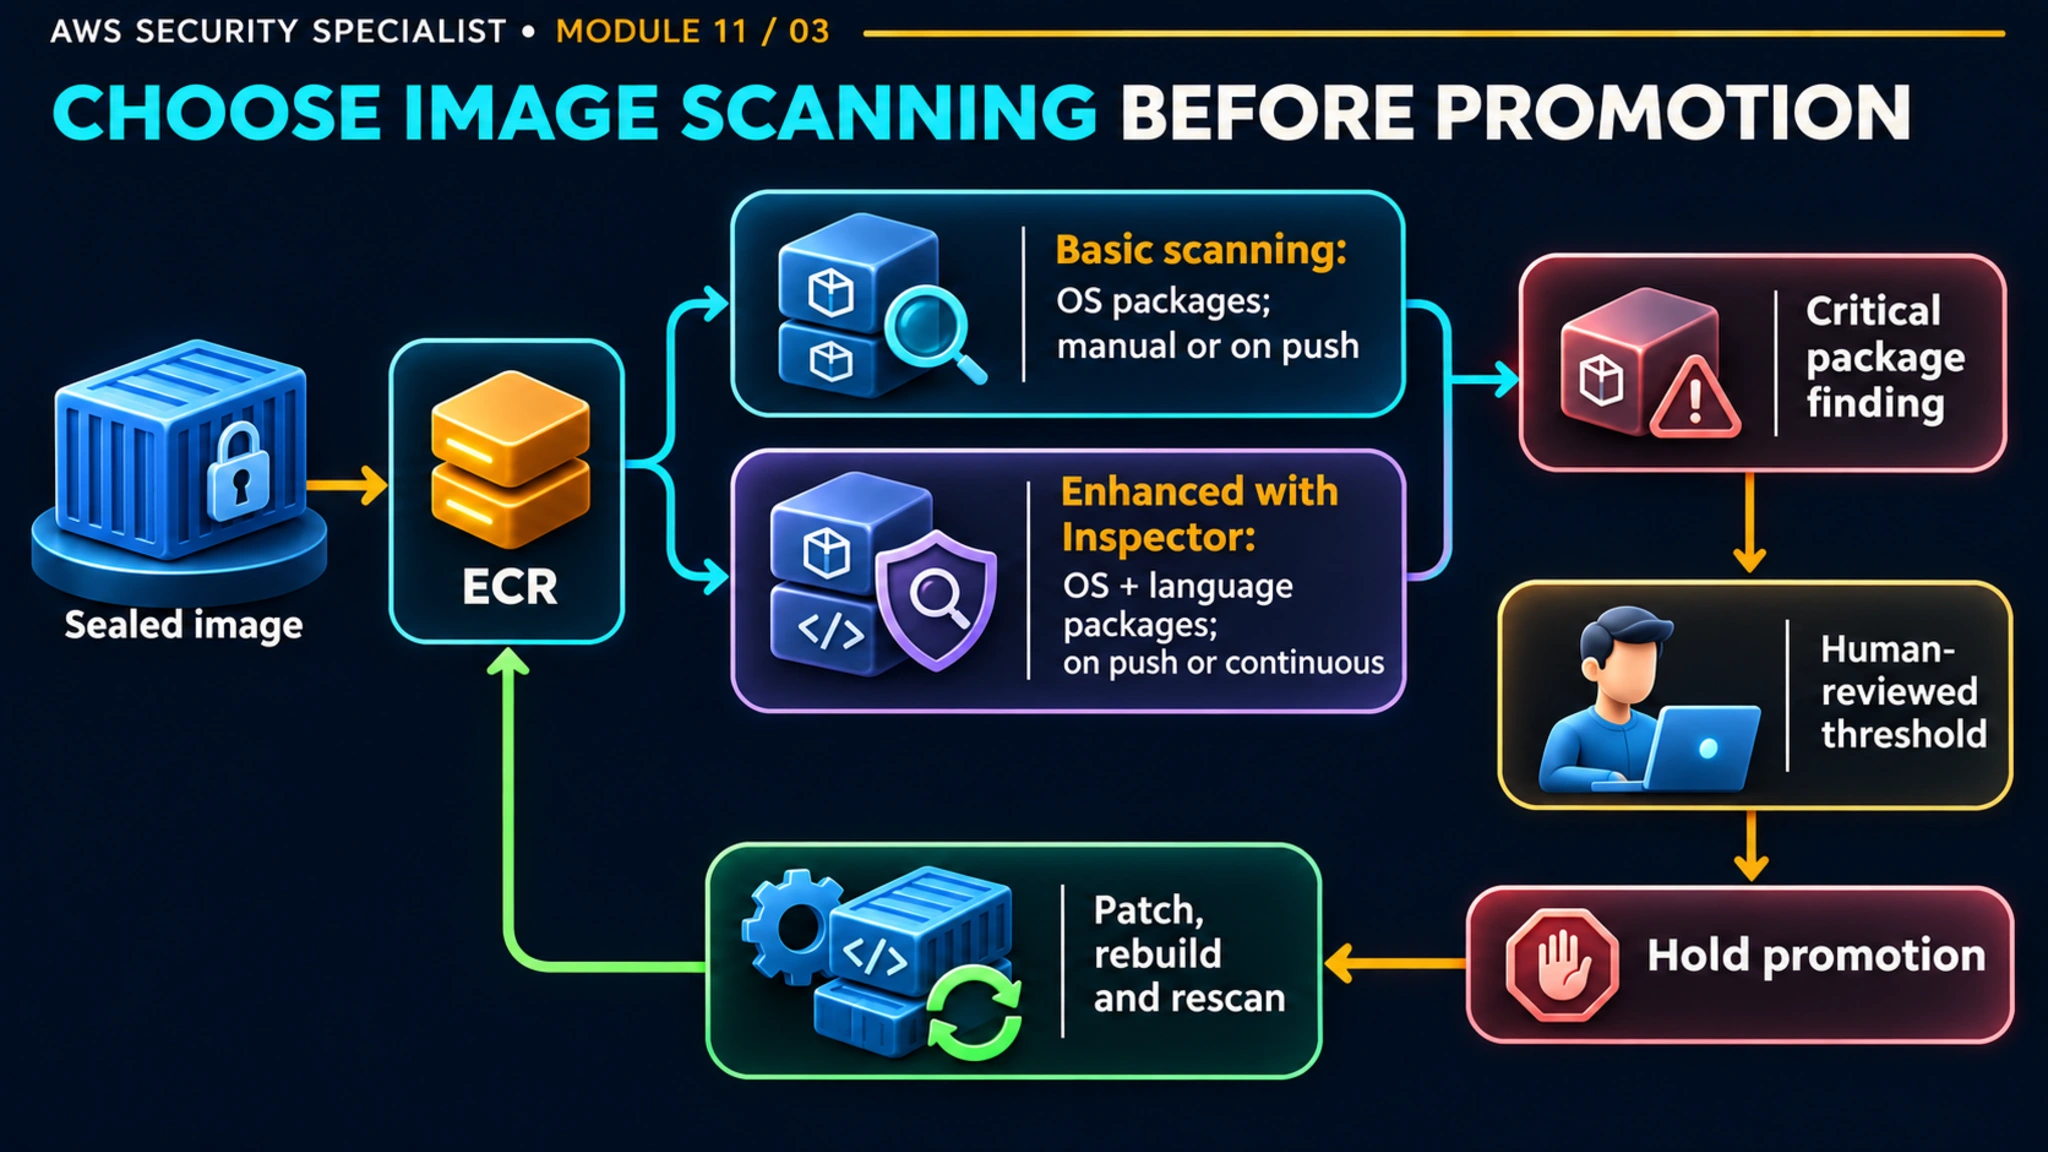 AWS SECURITY SPECIALIST • MODULE 11 / 03
CHOOSE IMAGE SCANNING BEFORE PROMOTION
Sealed image
ECR
Basic scanning:
OS packages;
manual or on push
Enhanced with
Inspector:
OS + language
packages;
on push or continuous
</>
Critical
package
finding
Human-
reviewed
threshold
Hold promotion
Patch,
rebuild
and rescan
</>